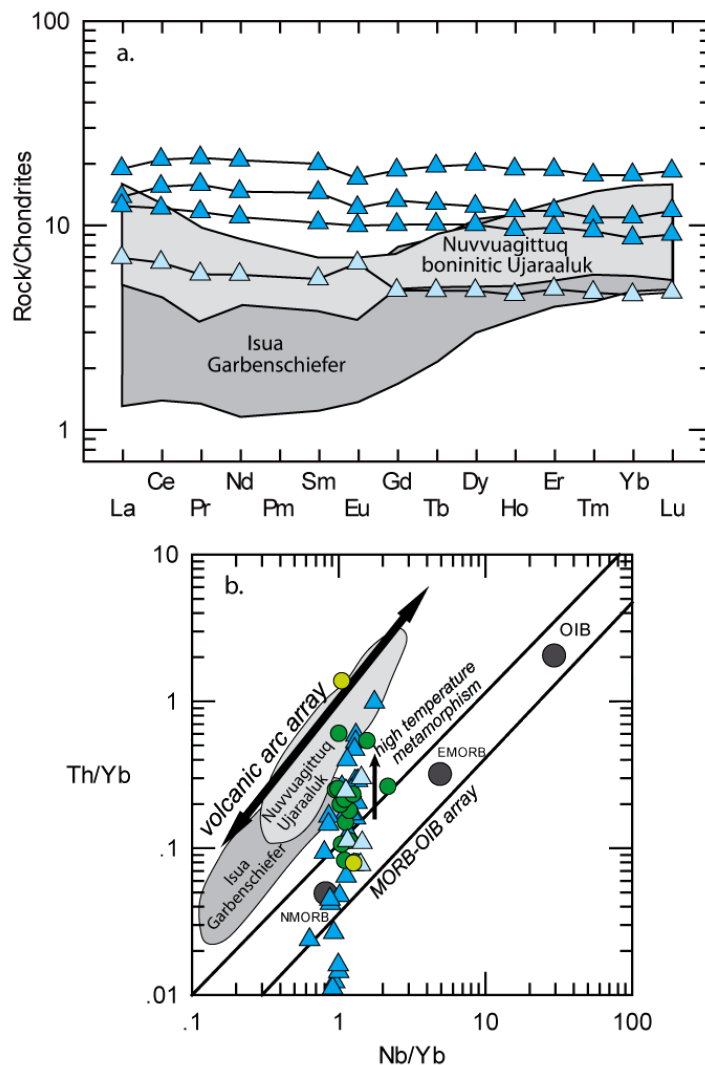 100
a.
10
1
Rock/Chondrites
Nuvvuagittuq
boninitic Ujaraaluk
Isua
Garbenschiefer
Ce Nd Sm Gd Dy Er Yb
La Pr Pm Eu Tb Ho Tm Lu
10
b.
1
.1
.01
Th/Yb
volcanic arc array
Nuvvuagittuq
Ujaraaluk
Isua
Garbenschiefer
high temperature
metamorphism
OIB
EMORB
MORB-OIB array
NMORB
.1 1 10 100
Nb/Yb